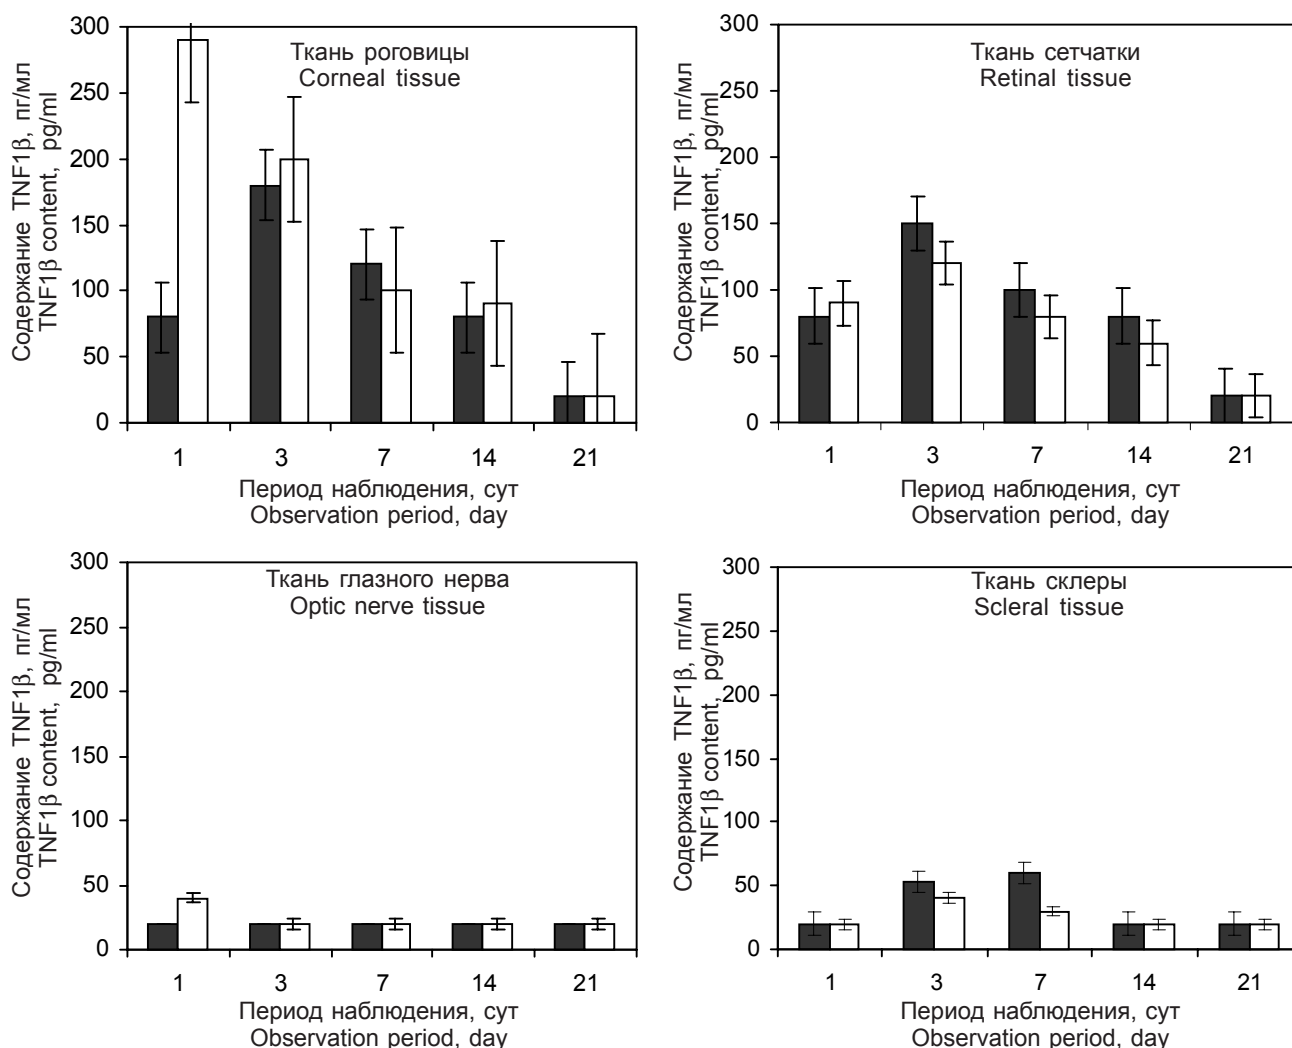 Содержание TNF1β, пг/мл
TNF1β content, pg/ml
300
250
200
150
100
50
0
Ткань роговицы
Corneal tissue
1 3 7 14 21
Период наблюдения, сут
Observation period, day
Содержание TNF1β, пг/мл
TNF1β content, pg/ml
300
250
200
150
100
50
0
Ткань сетчатки
Retinal tissue
1 3 7 14 21
Период наблюдения, сут
Observation period, day
Содержание TNF1β, пг/мл
TNF1β content, pg/ml
300
250
200
150
100
50
0
Ткань глазного нерва
Optic nerve tissue
1 3 7 14 21
Период наблюдения, сут
Observation period, day
Содержание TNF1β, пг/мл
TNF1β content, pg/ml
300
250
200
150
100
50
0
Ткань склеры
Scleral tissue
1 3 7 14 21
Период наблюдения, сут
Observation period, day